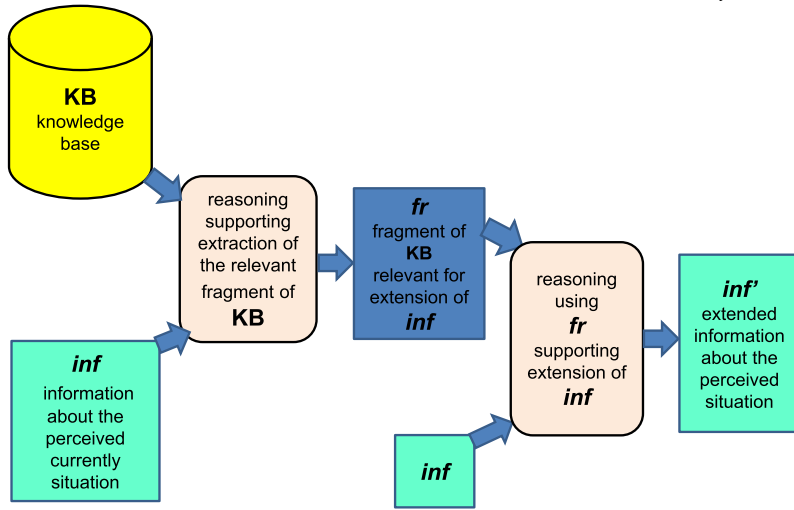 KB
knowledge
base
reasoning
supporting
extraction of
the relevant
fragment of
KB
fr
fragment of
KB
relevant for
extension of
inf
reasoning
using
fr
supporting
extension of
inf
inf’
extended
information
about the
perceived
situation
inf
information
about the
perceived
currently
situation
inf